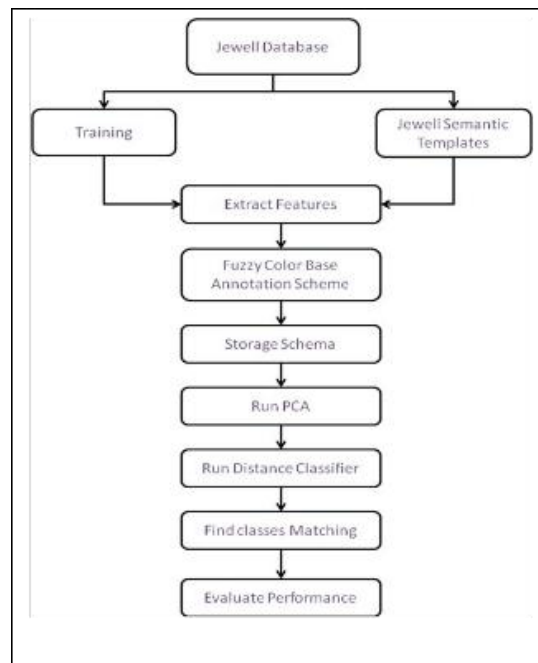 Jewell Database
Training
Jewell Semantic
Templates
Extract Features
Fuzzy Color Base
Annotation Scheme
Storage Schema
Run PCA
Run Distance Classifier
Find classes Matching
Evaluate Performance